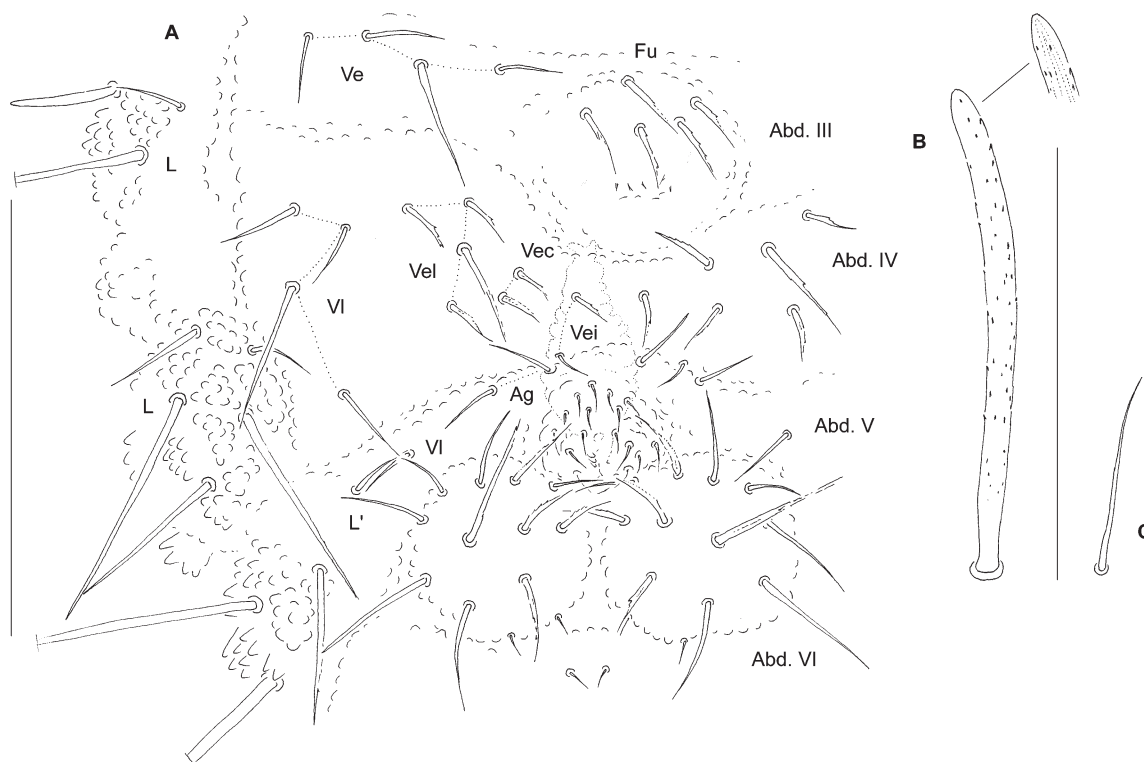 A
Fu
Ve
Abd. III
B
L
Vec
Abd. IV
Vel
Vl
Vei
L
Ag
Abd. V
Vl
L'
C
Abd. VI